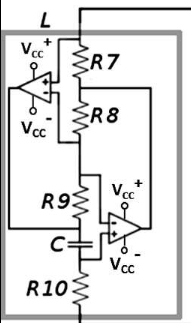 L
Vcc+
R7
+
-
R8
Vcc-
Vcc+
R9
-
+
C
Vcc-
R10